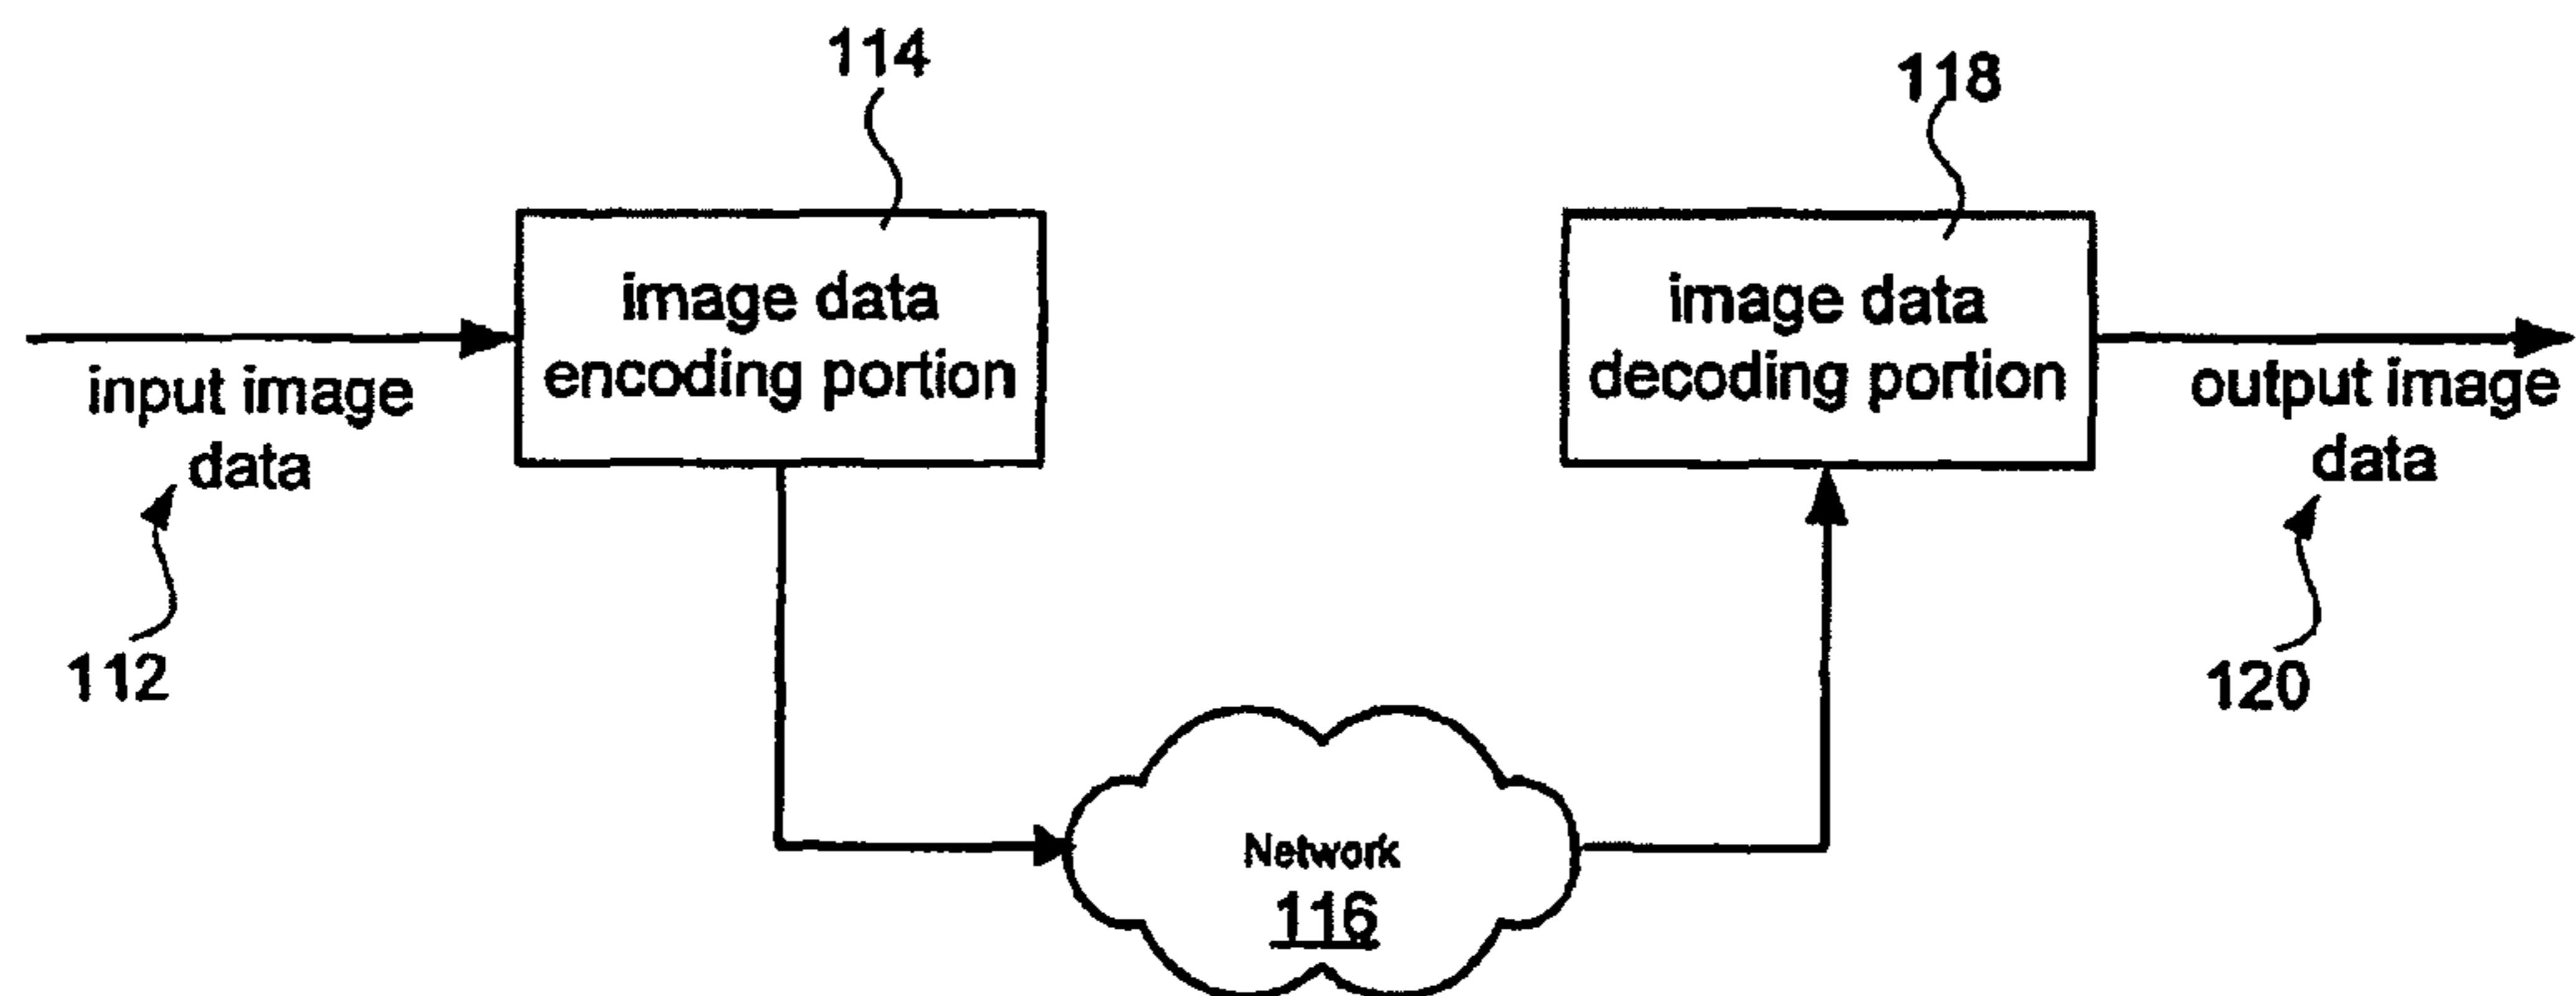 114
118
image data
encoding portion
image data
decoding portion
input image
data
output image
data
112
120
Network
116